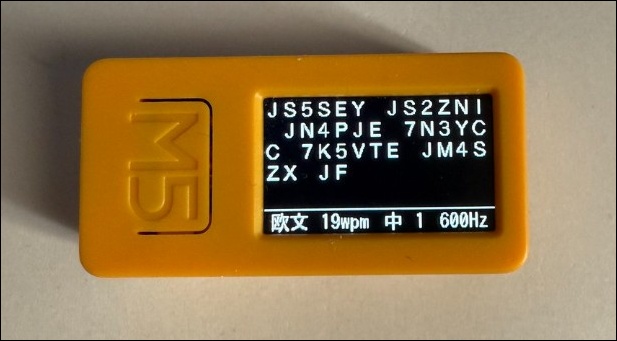 M5
JS5SEY JS2ZNI
JN4PJE 7N3YC
C 7K5VTE JM4S
ZX JF
欧文 19wpm 中 1 600Hz